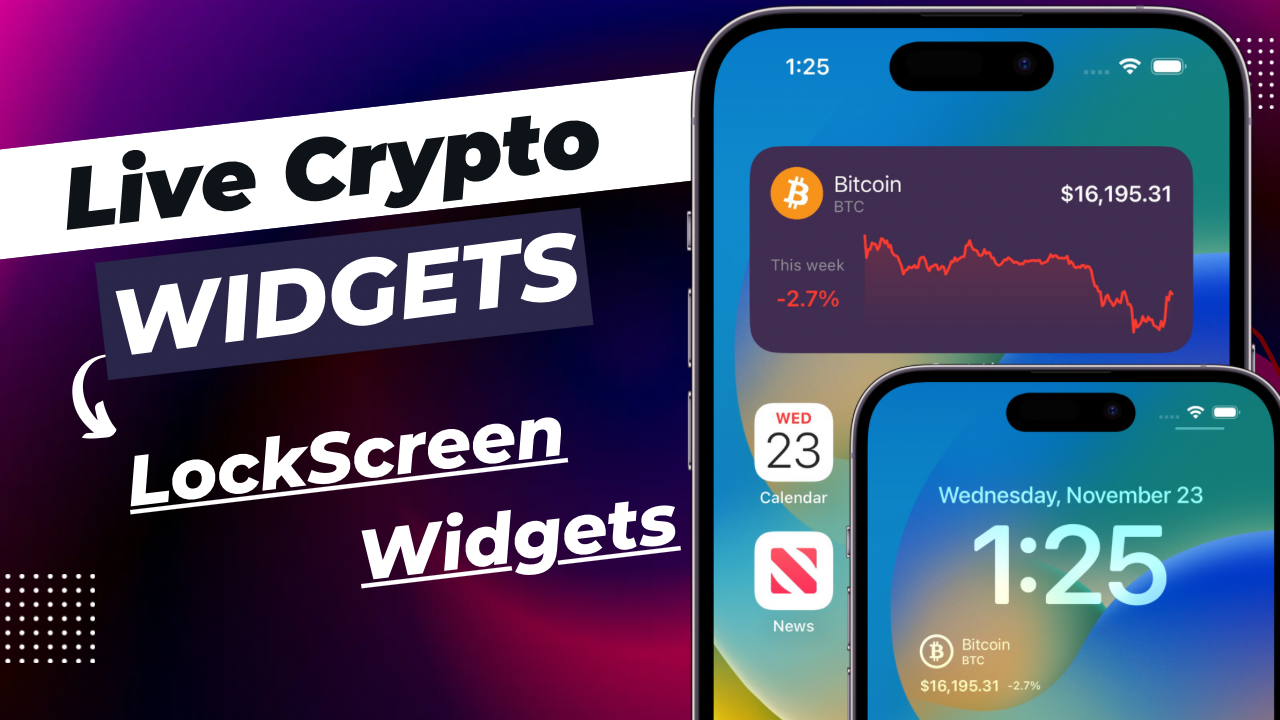 Live Crypto
WIDGETS
LockScreen
Widgets
1:25
Bitcoin
BTC
$16,195.31
This week
-2.7%
WED
23
Calendar
News
Wednesday, November 23
1:25
Bitcoin
BTC
$16,195.31 -2.7%